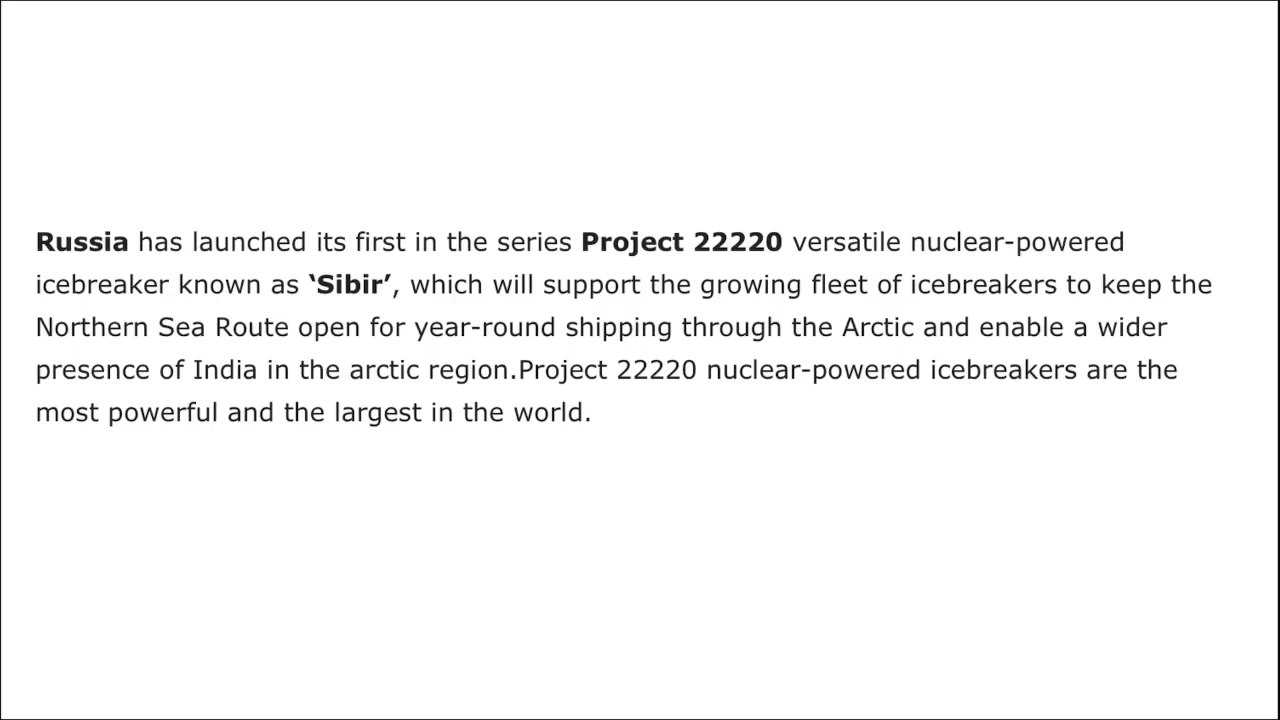 Russia has launched its first in the series Project 22220 versatile nuclear-powered
icebreaker known as ‘Sibir’, which will support the growing fleet of icebreakers to keep the
Northern Sea Route open for year-round shipping through the Arctic and enable a wider
presence of India in the arctic region.Project 22220 nuclear-powered icebreakers are the
most powerful and the largest in the world.